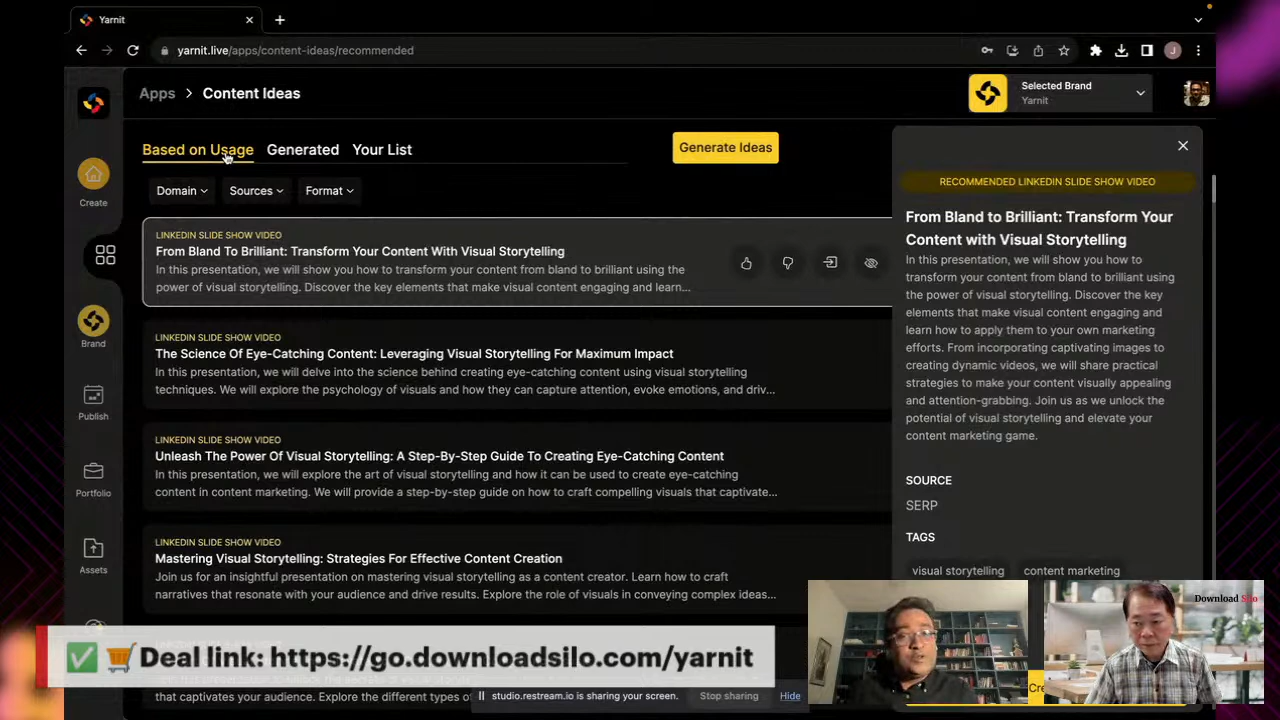 Yarnit
yarnit.live/apps/content-ideas/recommended
J
Apps > Content Ideas
Selected Brand
Yarnit
Create
Brand
Publish
Portfolio
Assets
Based on Usage
Generated
Your List
Generate Ideas
Domain
Sources
Format
LINKEDIN SLIDE SHOW VIDEO
From Bland To Brilliant: Transform Your Content With Visual Storytelling
In this presentation, we will show you how to transform your content from bland to brilliant using the
power of visual storytelling. Discover the key elements that make visual content engaging and learn...
LINKEDIN SLIDE SHOW VIDEO
The Science Of Eye-Catching Content: Leveraging Visual Storytelling For Maximum Impact
In this presentation, we will delve into the science behind creating eye-catching content using visual storytelling
techniques. We will explore the psychology of visuals and how they can capture attention, evoke emotions, and driv...
LINKEDIN SLIDE SHOW VIDEO
Unleash The Power Of Visual Storytelling: A Step-By-Step Guide To Creating Eye-Catching Content
In this presentation, we will explore the art of visual storytelling and how it can be used to create eye-catching
content in content marketing. We will provide a step-by-step guide on how to craft compelling visuals that captivate...
LINKEDIN SLIDE SHOW VIDEO
Mastering Visual Storytelling: Strategies For Effective Content Creation
Join us for an insightful presentation on mastering visual storytelling as a content creator. Learn how to craft
narratives that resonate with your audience and drive results. Explore the role of visuals in conveying complex ideas...
that captivates your audience. Explore the different types of
RECOMMENDED LINKEDIN SLIDE SHOW VIDEO
From Bland to Brilliant: Transform Your
Content with Visual Storytelling
In this presentation, we will show you how to
transform your content from bland to brilliant using
the power of visual storytelling. Discover the key
elements that make visual content engaging and
learn how to apply them to your own marketing
efforts. From incorporating captivating images to
creating dynamic videos, we will share practical
strategies to make your content visually appealing
and attention-grabbing. Join us as we unlock the
potential of visual storytelling and elevate your
content marketing game.
SOURCE
SERP
TAGS
visual storytelling
content marketing
Download Silo
Deal link: https://go.downloadsilo.com/yarnit
studio.restream.io is sharing your screen.
Stop sharing
Hide